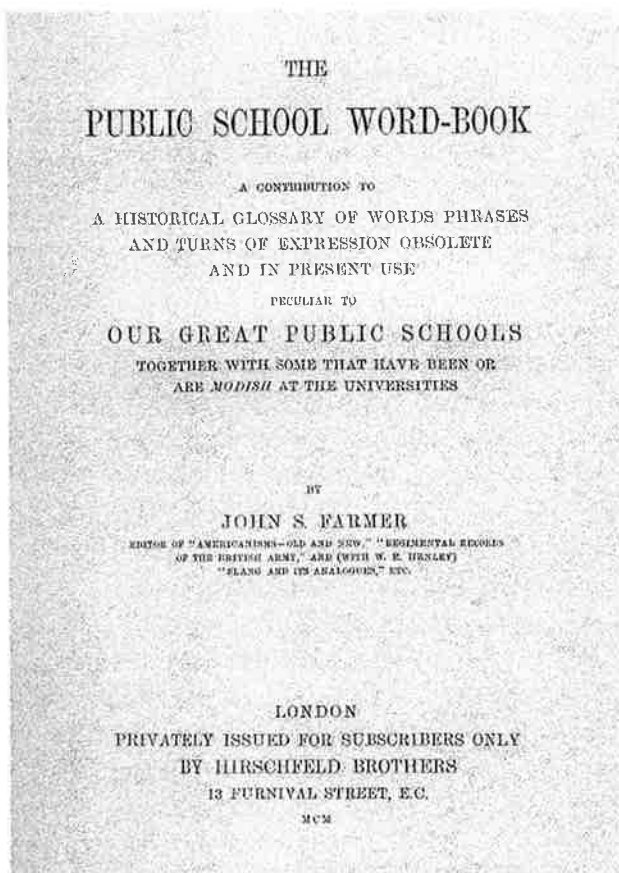 THE
PUBLIC SCHOOL WORD-BOOK
A CONTRIBUTION TO
A HISTORICAL GLOSSARY OF WORDS PHRASES
AND TURNS OF EXPRESSION OBSOLETE
AND IN PRESENT USE
PECULIAR TO
OUR GREAT PUBLIC SCHOOLS
TOGETHER WITH SOME THAT HAVE BEEN OR
ARE MODISH AT THE UNIVERSITIES
BY
JOHN S. FARMER
EDITOR OF "AMERICANISMS—OLD AND NEW," "REGIMENTAL RECORDS
OF THE BRITISH ARMY," AND (WITH W. E. HENLEY)
"SLANG AND ITS ANALOGUES," ETC.
LONDON
PRIVATELY ISSUED FOR SUBSCRIBERS ONLY
BY HIRSCHFELD BROTHERS
13 FURNIVAL STREET, E.C.
MCM